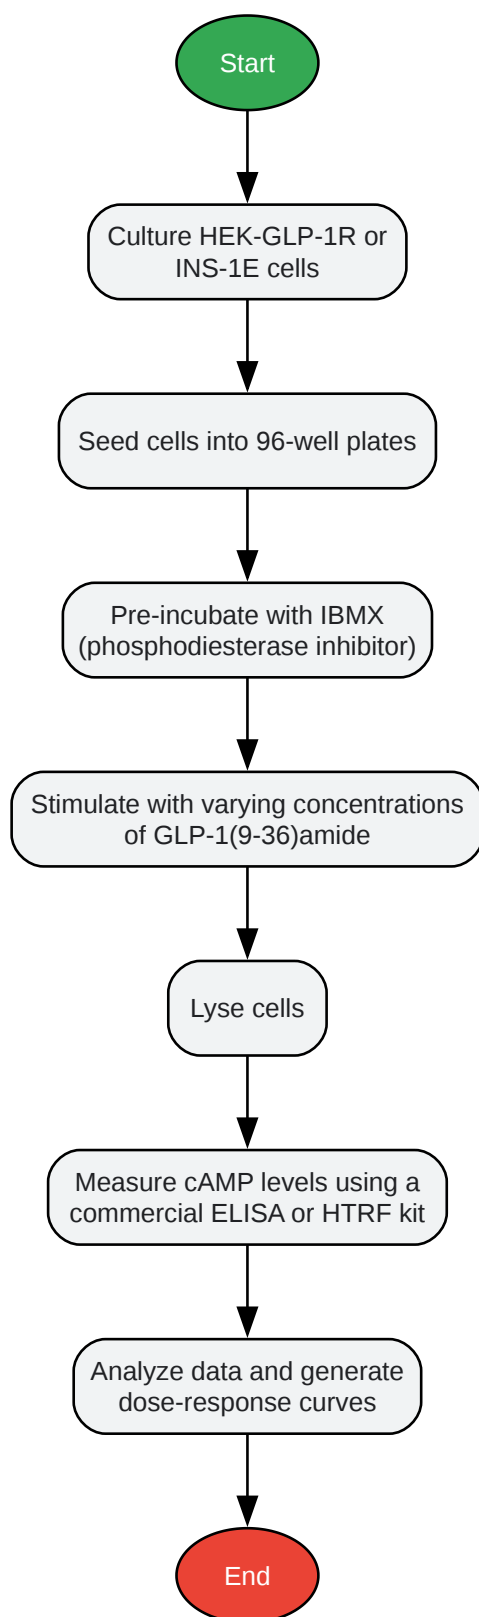 Start
Culture HEK-GLP-1R or
INS-1E cells
Seed cells into 96-well plates
Pre-incubate with IBMX
(phosphodiesterase inhibitor)
Stimulate with varying concentrations
of GLP-1(9-36)amide
Lyse cells
Measure cAMP levels using a
commercial ELISA or HTRF kit
Analyze data and generate
dose-response curves
End